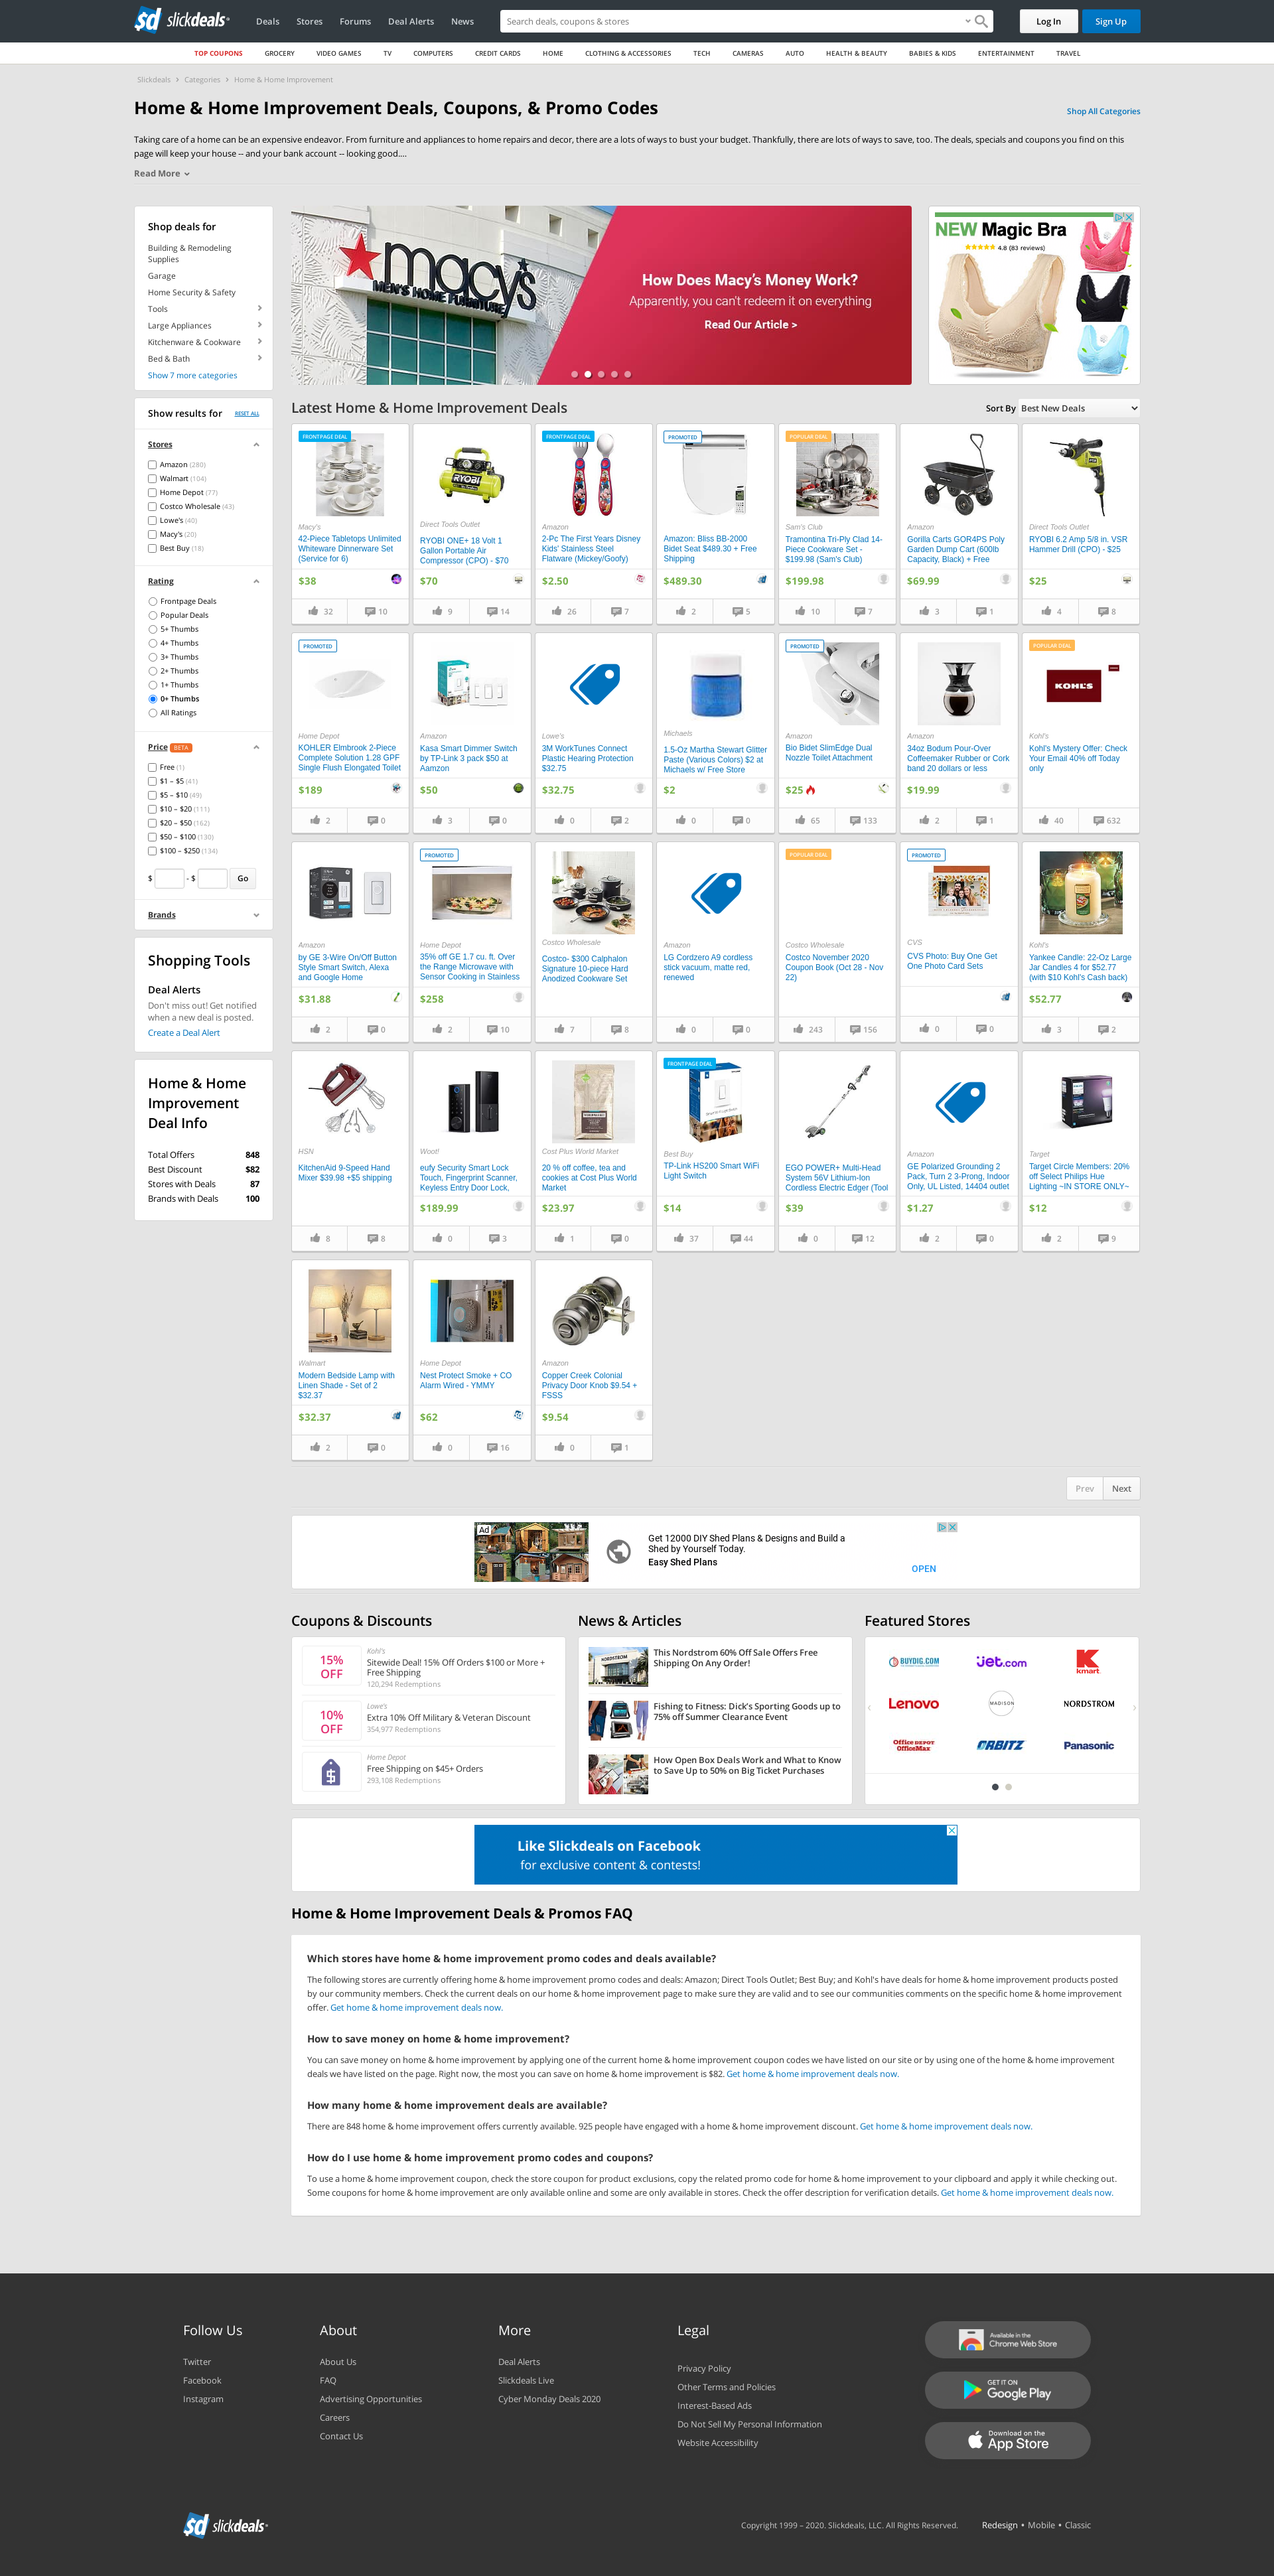 sd slickdeals
Deals
Stores
Forums
Deal Alerts
News
Search deals, coupons & stores
Log In
Sign Up
TOP COUPONS
GROCERY
VIDEO GAMES
TV
COMPUTERS
CREDIT CARDS
HOME
CLOTHING & ACCESSORIES
TECH
CAMERAS
AUTO
HEALTH & BEAUTY
BABIES & KIDS
ENTERTAINMENT
TRAVEL
Slickdeals > Categories > Home & Home Improvement
Home & Home Improvement Deals, Coupons, & Promo Codes
Shop All Categories
Taking care of a home can be an expensive endeavor. From furniture and appliances to home repairs and decor, there are a lots of ways to bust your budget. Thankfully, there are lots of ways to save, too. The deals, specials and coupons you find on this
page will keep your house -- and your bank account -- looking good....
Read More
Shop deals for
Building & Remodeling
Supplies
Garage
Home Security & Safety
Tools
Large Appliances
Kitchenware & Cookware
Bed & Bath
Show 7 more categories
macy's
MEN'S HOME FURNITURE
How Does Macy's Money Work?
Apparently, you can't redeem it on everything
Read Our Article >
NEW Magic Bra
4.8 (83 reviews)
Show results for
RESET ALL
Stores
Amazon (280)
Walmart (104)
Home Depot (77)
Costco Wholesale (43)
Lowe's (40)
Macy's (20)
Best Buy (18)
Rating
Frontpage Deals
Popular Deals
5+ Thumbs
4+ Thumbs
3+ Thumbs
2+ Thumbs
1+ Thumbs
0+ Thumbs
All Ratings
Price BETA
Free (1)
$1 – $5 (41)
$5 – $10 (49)
$10 – $20 (111)
$20 – $50 (162)
$50 – $100 (130)
$100 – $250 (134)
$ - $ Go
Brands
Shopping Tools
Deal Alerts
Don't miss out! Get notified
when a new deal is posted.
Create a Deal Alert
Home & Home
Improvement
Deal Info
Total Offers 848
Best Discount $82
Stores with Deals 87
Brands with Deals 100
Latest Home & Home Improvement Deals
Sort By Best New Deals
FRONTPAGE DEAL
Macy's
42-Piece Tabletops Unlimited
Whiteware Dinnerware Set
(Service for 6)
$38
32
10
RYOBI
Direct Tools Outlet
RYOBI ONE+ 18 Volt 1
Gallon Portable Air
Compressor (CPO) - $70
$70
9
14
FRONTPAGE DEAL
Amazon
2-Pc The First Years Disney
Kids' Stainless Steel
Flatware (Mickey/Goofy)
$2.50
26
7
PROMOTED
Amazon: Bliss BB-2000
Bidet Seat $489.30 + Free
Shipping
$489.30
2
5
POPULAR DEAL
Sam's Club
Tramontina Tri-Ply Clad 14-
Piece Cookware Set -
$199.98 (Sam's Club)
$199.98
10
7
Amazon
Gorilla Carts GOR4PS Poly
Garden Dump Cart (600lb
Capacity, Black) + Free
$69.99
3
1
Direct Tools Outlet
RYOBI 6.2 Amp 5/8 in. VSR
Hammer Drill (CPO) - $25
$25
4
8
PROMOTED
Home Depot
KOHLER Elmbrook 2-Piece
Complete Solution 1.28 GPF
Single Flush Elongated Toilet
$189
2
0
Amazon
Kasa Smart Dimmer Switch
by TP-Link 3 pack $50 at
Aamzon
$50
3
0
Lowe's
3M WorkTunes Connect
Plastic Hearing Protection
$32.75
$32.75
0
2
Michaels
1.5-Oz Martha Stewart Glitter
Paste (Various Colors) $2 at
Michaels w/ Free Store
$2
0
0
PROMOTED
Amazon
Bio Bidet SlimEdge Dual
Nozzle Toilet Attachment
$25
65
133
Amazon
34oz Bodum Pour-Over
Coffeemaker Rubber or Cork
band 20 dollars or less
$19.99
2
1
POPULAR DEAL
KOHL'S
Kohl's
Kohl's Mystery Offer: Check
Your Email 40% off Today
only
40
632
Amazon
by GE 3-Wire On/Off Button
Style Smart Switch, Alexa
and Google Home
$31.88
2
0
PROMOTED
Home Depot
35% off GE 1.7 cu. ft. Over
the Range Microwave with
Sensor Cooking in Stainless
$258
2
10
Costco Wholesale
Costco- $300 Calphalon
Signature 10-piece Hard
Anodized Cookware Set
7
8
Amazon
LG Cordzero A9 cordless
stick vacuum, matte red,
renewed
0
0
POPULAR DEAL
Costco Wholesale
Costco November 2020
Coupon Book (Oct 28 - Nov
22)
243
156
PROMOTED
CVS
CVS Photo: Buy One Get
One Photo Card Sets
0
0
Kohl's
Yankee Candle: 22-Oz Large
Jar Candles 4 for $52.77
(with $10 Kohl's Cash back)
$52.77
3
2
HSN
KitchenAid 9-Speed Hand
Mixer $39.98 +$5 shipping
8
8
Woot!
eufy Security Smart Lock
Touch, Fingerprint Scanner,
Keyless Entry Door Lock,
$189.99
0
3
Cost Plus World Market
20 % off coffee, tea and
cookies at Cost Plus World
Market
$23.97
1
0
FRONTPAGE DEAL
Best Buy
TP-Link HS200 Smart WiFi
Light Switch
$14
37
44
EGO POWER+ Multi-Head
System 56V Lithium-Ion
Cordless Electric Edger (Tool
$39
0
12
Amazon
GE Polarized Grounding 2
Pack, Turn 2 3-Prong, Indoor
Only, UL Listed, 14404 outlet
$1.27
2
0
Target
Target Circle Members: 20%
off Select Philips Hue
Lighting ~IN STORE ONLY~
$12
2
9
Walmart
Modern Bedside Lamp with
Linen Shade - Set of 2
$32.37
$32.37
2
0
Home Depot
Nest Protect Smoke + CO
Alarm Wired - YMMY
$62
0
16
Amazon
Copper Creek Colonial
Privacy Door Knob $9.54 +
FSSS
$9.54
0
1
Prev
Next
Ad
Get 12000 DIY Shed Plans & Designs and Build a
Shed by Yourself Today.
Easy Shed Plans
OPEN
Coupons & Discounts
15%
OFF
Kohl's
Sitewide Deal! 15% Off Orders $100 or More +
Free Shipping
120,294 Redemptions
10%
OFF
Lowe's
Extra 10% Off Military & Veteran Discount
354,977 Redemptions
Home Depot
Free Shipping on $45+ Orders
293,108 Redemptions
News & Articles
NORDSTROM
This Nordstrom 60% Off Sale Offers Free
Shipping On Any Order!
Fishing to Fitness: Dick's Sporting Goods up to
75% off Summer Clearance Event
How Open Box Deals Work and What to Know
to Save Up to 50% on Big Ticket Purchases
Featured Stores
BUYDIG.COM
jet.com
kmart
Lenovo
MADISON
NORDSTROM
Office DEPOT
OfficeMax
ORBITZ
Panasonic
Like Slickdeals on Facebook
for exclusive content & contests!
Home & Home Improvement Deals & Promos FAQ
Which stores have home & home improvement promo codes and deals available?
The following stores are currently offering home & home improvement promo codes and deals: Amazon; Direct Tools Outlet; Best Buy; and Kohl's have deals for home & home improvement products posted
by our community members. Check the current deals on our home & home improvement page to make sure they are valid and to see our communities comments on the specific home & home improvement
offer. Get home & home improvement deals now.
How to save money on home & home improvement?
You can save money on home & home improvement by applying one of the current home & home improvement coupon codes we have listed on our site or by using one of the home & home improvement
deals we have listed on the page. Right now, the most you can save on home & home improvement is $82. Get home & home improvement deals now.
How many home & home improvement deals are available?
There are 848 home & home improvement offers currently available. 925 people have engaged with a home & home improvement discount. Get home & home improvement deals now.
How do I use home & home improvement promo codes and coupons?
To use a home & home improvement coupon, check the store coupon for product exclusions, copy the related promo code for home & home improvement to your clipboard and apply it while checking out.
Some coupons for home & home improvement are only available online and some are only available in stores. Check the offer description for verification details. Get home & home improvement deals now.
Follow Us
Twitter
Facebook
Instagram
About
About Us
FAQ
Advertising Opportunities
Careers
Contact Us
More
Deal Alerts
Slickdeals Live
Cyber Monday Deals 2020
Legal
Privacy Policy
Other Terms and Policies
Interest-Based Ads
Do Not Sell My Personal Information
Website Accessibility
Available in the
Chrome Web Store
GET IT ON
Google Play
Download on the
App Store
sd slickdeals
Copyright 1999 – 2020. Slickdeals, LLC. All Rights Reserved.
Redesign • Mobile • Classic